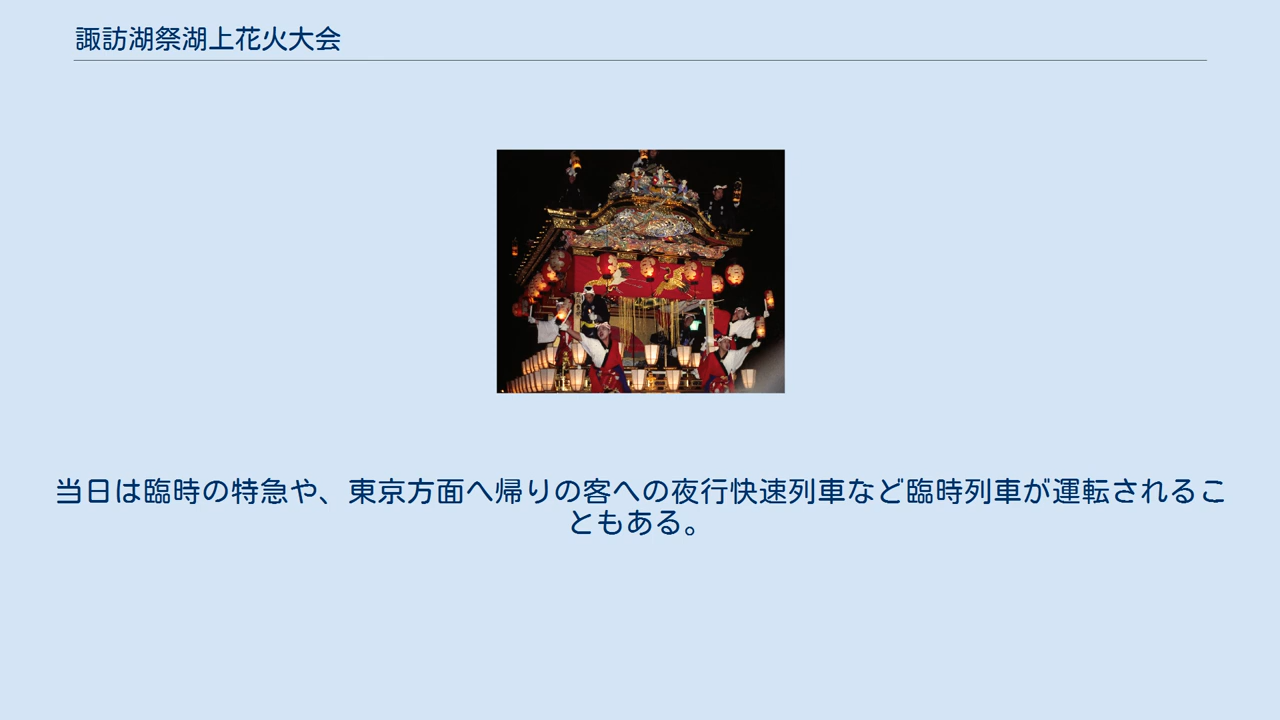 諏訪湖祭湖上花火大会
当日は臨時の特急や、東京方面へ帰りの客への夜行快速列車など臨時列車が運転されるこ
ともある。